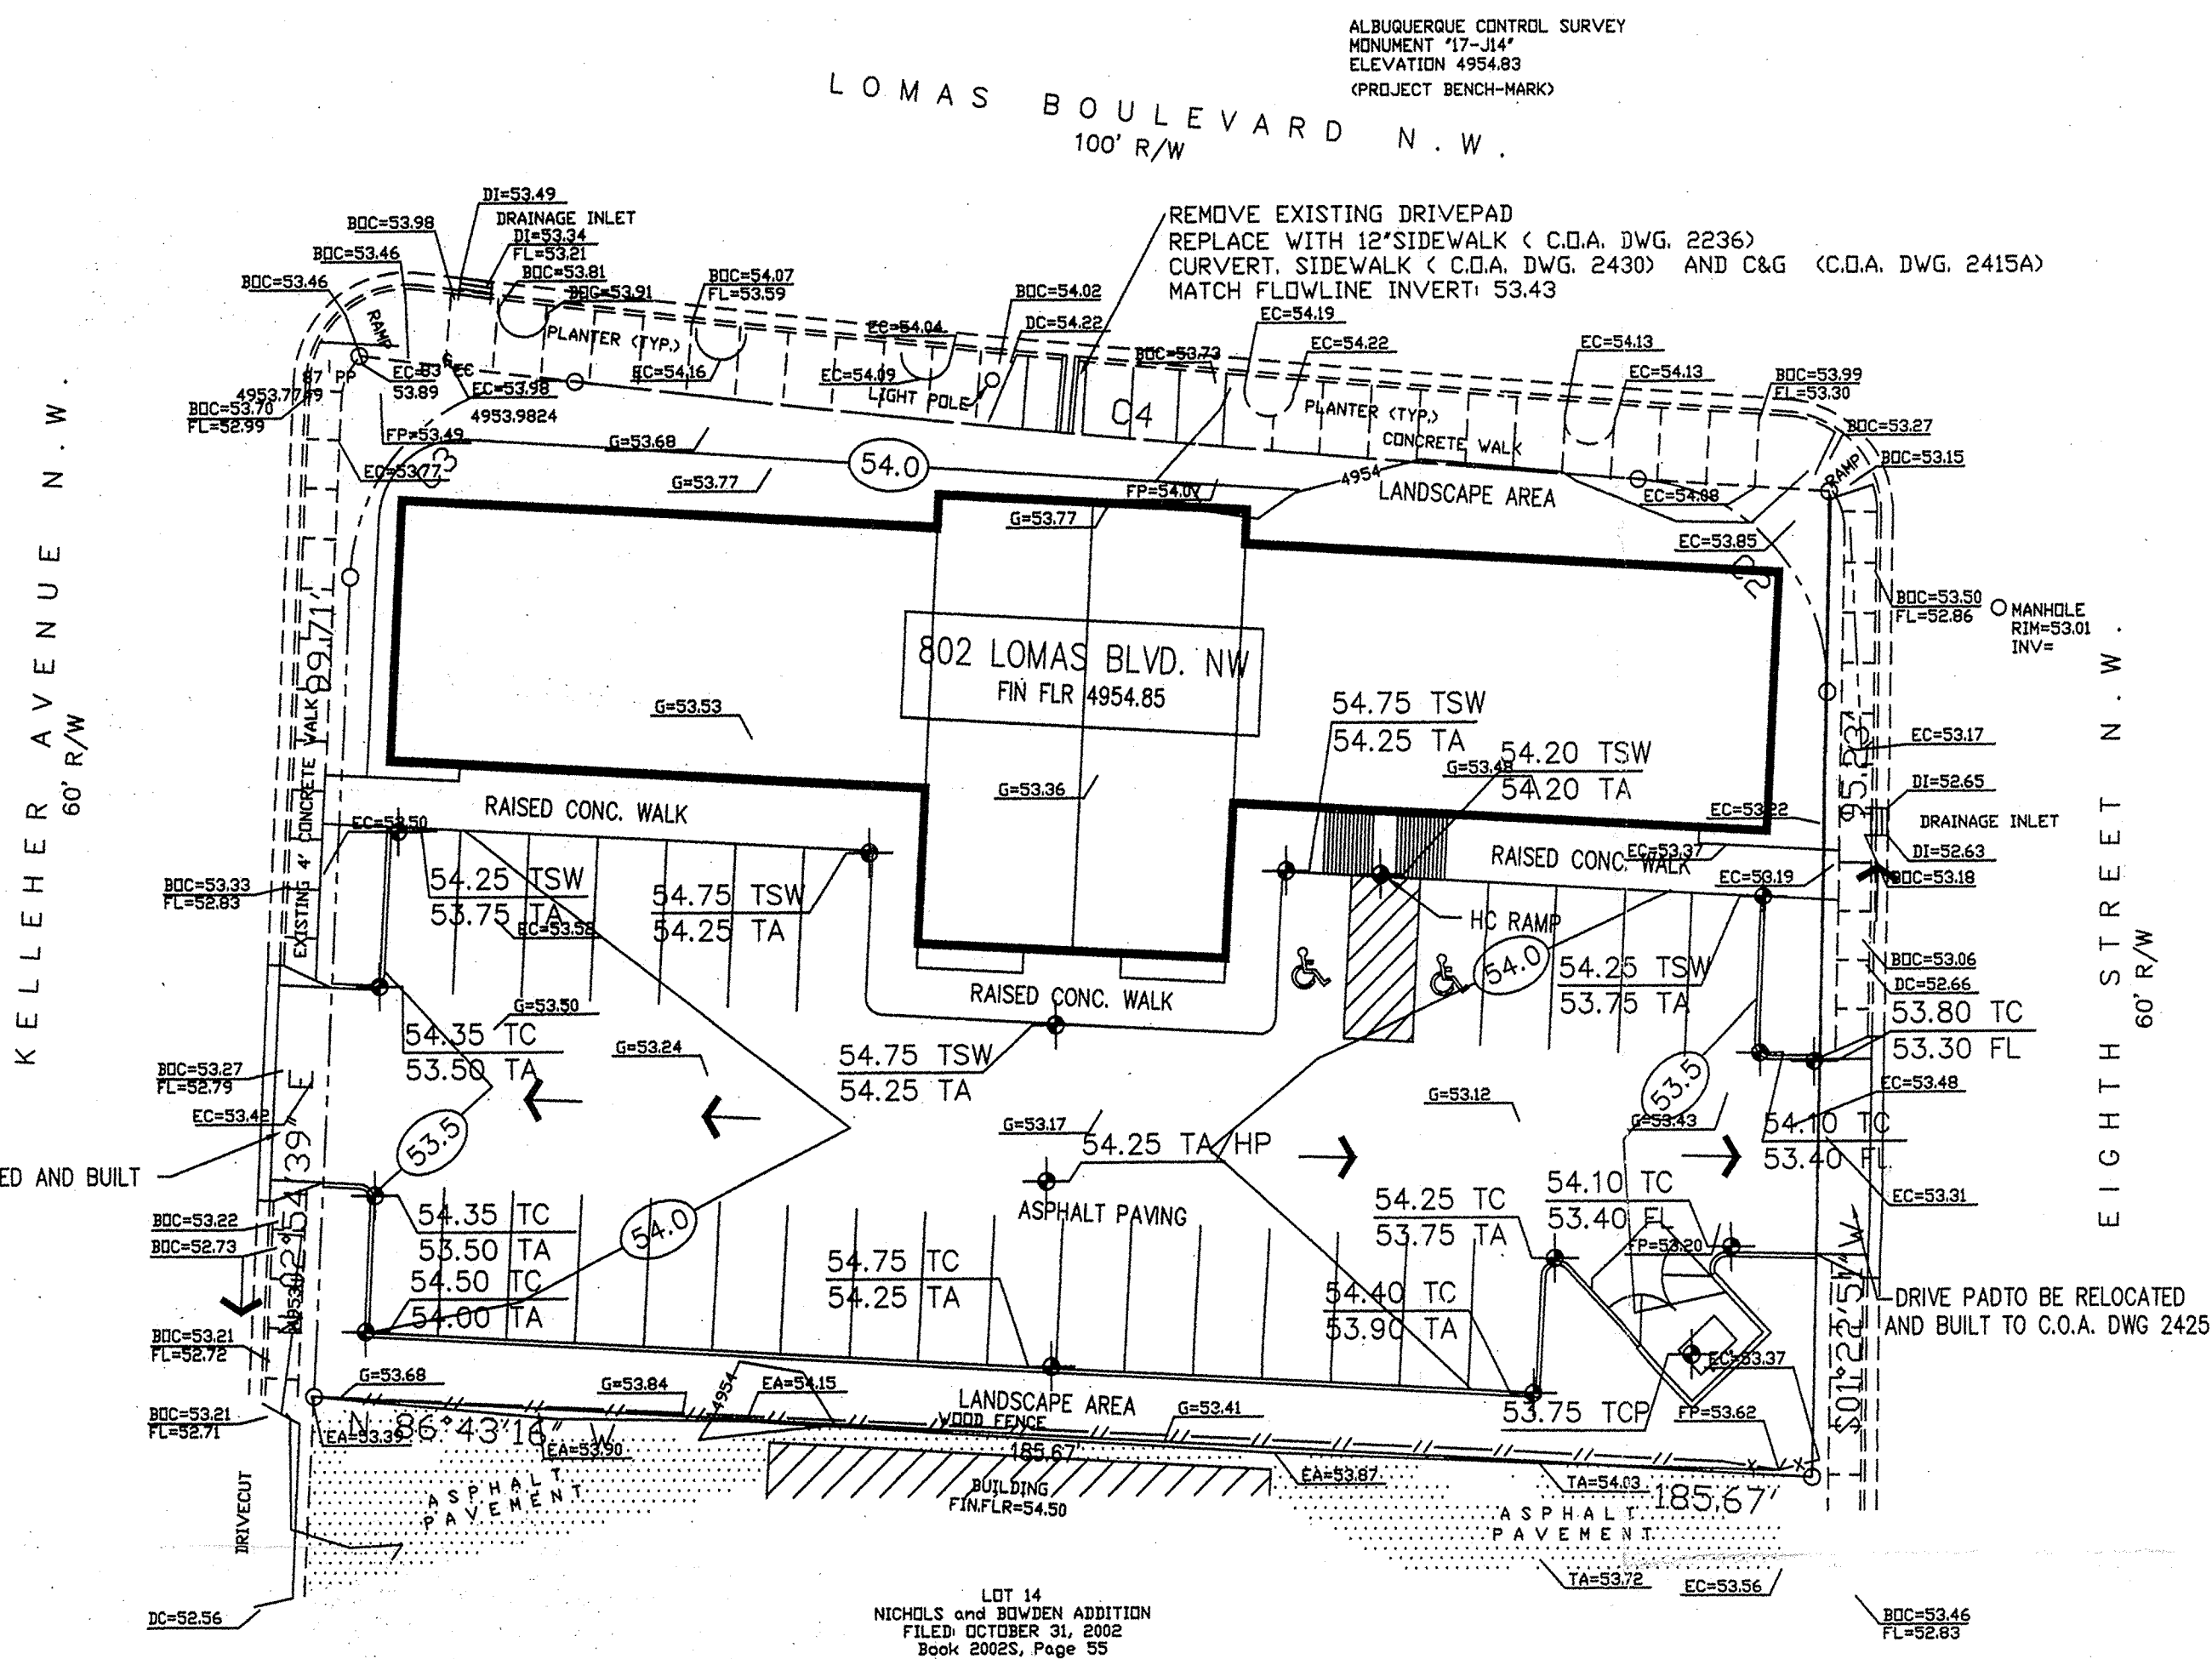 ALBUQUERQUE CONTROL SURVEY
MONUMENT "17-J14"
ELEVATION 4954.83
(PROJECT BENCH-MARK)
LOMAS BOULEVARD N.W.
100' R/W
REMOVE EXISTING DRIVEPAD
REPLACE WITH 12"SIDEWALK ( C.O.A. DWG. 2236)
CURVERT. SIDEWALK ( C.O.A. DWG. 2430) AND C&G (C.O.A. DWG. 2415A)
MATCH FLOWLINE INVERT: 53.43
DI=53.49
DRAINAGE INLET
DI=53.34
FL=53.21
BOC=53.98
BOC=53.46
BOC=53.46
BOC=53.81
BOC=53.91
BOC=54.07
FL=53.59
BOC=54.02
DC=54.22
EC=54.04
EC=54.19
EC=54.22
EC=54.13
EC=54.13
BOC=53.99
FL=53.30
BOC=53.27
BOC=53.15
RAMP
RAMP
PLANTER (TYP.)
PLANTER (TYP.)
BOC=53.73
EC=54.16
EC=54.09
LIGHT POLE
C4
CONCRETE WALK
PP
53.89
EC=53.98
4953.9824
BOC=53.70
FL=52.99
FP=53.49
EC=53.77
G=53.68
G=53.77
54.0
FP=54.07
4954
LANDSCAPE AREA
EC=54.08
EC=53.85
G=53.77
BOC=53.50
FL=52.86
MANHOLE
RIM=53.01
INV=
KELLEHER AVENUE N.W.
60' R/W
EIGHTH STREET N.W.
60' R/W
99.71'
95.23'
EXISTING 4' CONCRETE WALK
802 LOMAS BLVD. NW
FIN FLR 4954.85
G=53.53
G=53.36
54.75 TSW
54.25 TA
54.20 TSW
54.20 TA
G=53.48
EC=53.17
DI=52.65
DRAINAGE INLET
DI=52.63
BOC=53.18
EC=53.22
EC=53.37
EC=53.19
RAISED CONC. WALK
RAISED CONC. WALK
RAISED CONC. WALK
EC=53.50
54.25 TSW
53.75 TA
EC=53.52
54.75 TSW
54.25 TA
HC RAMP
54.0
54.25 TSW
53.75 TA
BOC=53.33
FL=52.83
BOC=53.06
DC=52.66
53.80 TC
53.30 FL
G=53.50
54.35 TC
53.50 TA
G=53.24
54.75 TSW
54.25 TA
BOC=53.27
FL=52.79
EC=53.42
EC=53.48
53.5
53.5
G=53.12
G=53.43
54.10 TC
53.40 FL
G=53.17
54.25 TA/HP
ASPHALT PAVING
ED AND BUILT
EC=53.31
BOC=53.22
BOC=52.73
54.35 TC
53.50 TA
54.0
54.50 TC
54.00 TA
54.75 TC
54.25 TA
54.25 TC
53.75 TA
54.10 TC
53.40 FL
FP=53.20
54.40 TC
53.90 TA
DRIVE PADTO BE RELOCATED
AND BUILT TO C.O.A. DWG 2425
BOC=53.21
FL=52.72
BOC=53.21
FL=52.71
S01°22'51" W
EC=53.37
G=53.68
G=53.84
4954
EA=54.15
LANDSCAPE AREA
WOOD FENCE
G=53.41
53.75 TCP
FP=53.62
EA=53.39
N 86°43'16" W
EA=53.90
185.67'
EA=53.87
TA=54.03
185.67'
BUILDING
FIN.FLR=54.50
ASPHALT
PAVEMENT
ASPHALT
PAVEMENT
DRIVECUT
DC=52.56
TA=53.72
EC=53.56
BOC=53.46
FL=52.83
LOT 14
NICHOLS and BOWDEN ADDITION
FILED: OCTOBER 31, 2002
Book 2002S, Page 55